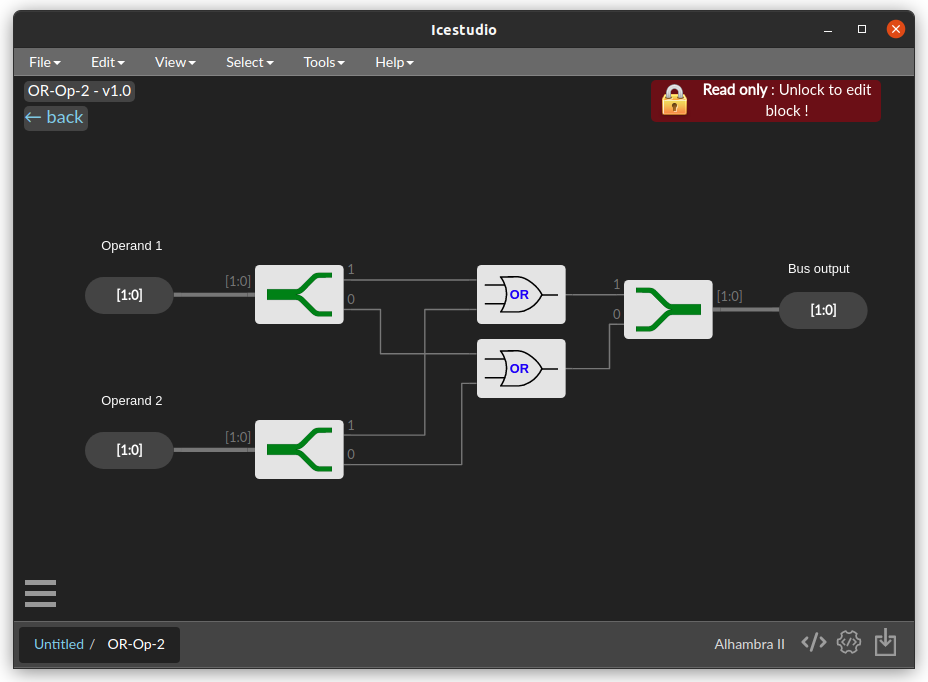 Icestudio
File Edit View Select Tools Help
OR-Op-2 - v1.0
← back
Read only : Unlock to edit
block !
Operand 1
[1:0]
[1:0]
1
0
OR
OR
1
0
[1:0]
Bus output
[1:0]
Operand 2
[1:0]
[1:0]
1
0
Untitled / OR-Op-2
Alhambra II